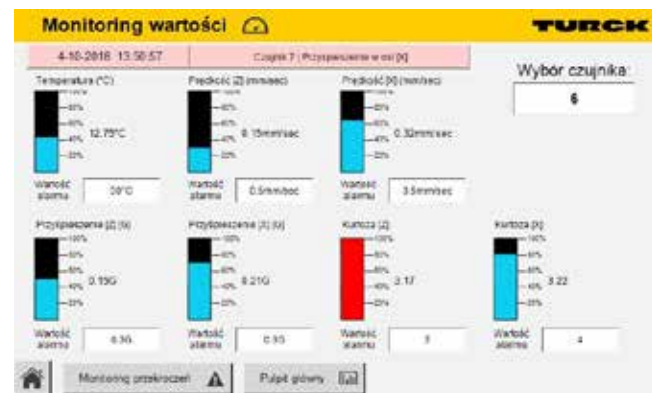 Monitoring wartości
TURCK
4-10-2016 13:50:57
Czujnik 7 | Przyspieszenie w osi [X]
Wybór czujnika:
6
Temperatura (°C)
Prędkość [Z] (mm/sec)
Prędkość [X] (mm/sec)
100%
80%
60%
40%
20%
12.75°C
100%
80%
60%
40%
20%
0.15mm/sec
100%
80%
60%
40%
20%
0.32mm/sec
Wartość alarmu
30°C
Wartość alarmu
0.5mm/sec
Wartość alarmu
3.5mm/sec
Przyśpieszenie [Z] [G]
Przyśpieszenie [X] [G]
Kurtoza [Z]
Kurtoza [X]
100%
80%
60%
40%
20%
0.15G
100%
80%
60%
40%
20%
0.21G
100%
80%
60%
40%
20%
3.17
100%
80%
60%
40%
20%
3.22
Wartość alarmu
0.3G
Wartość alarmu
0.3G
Wartość alarmu
3
Wartość alarmu
4
Monitoring przekroczeń
Pulpit główny